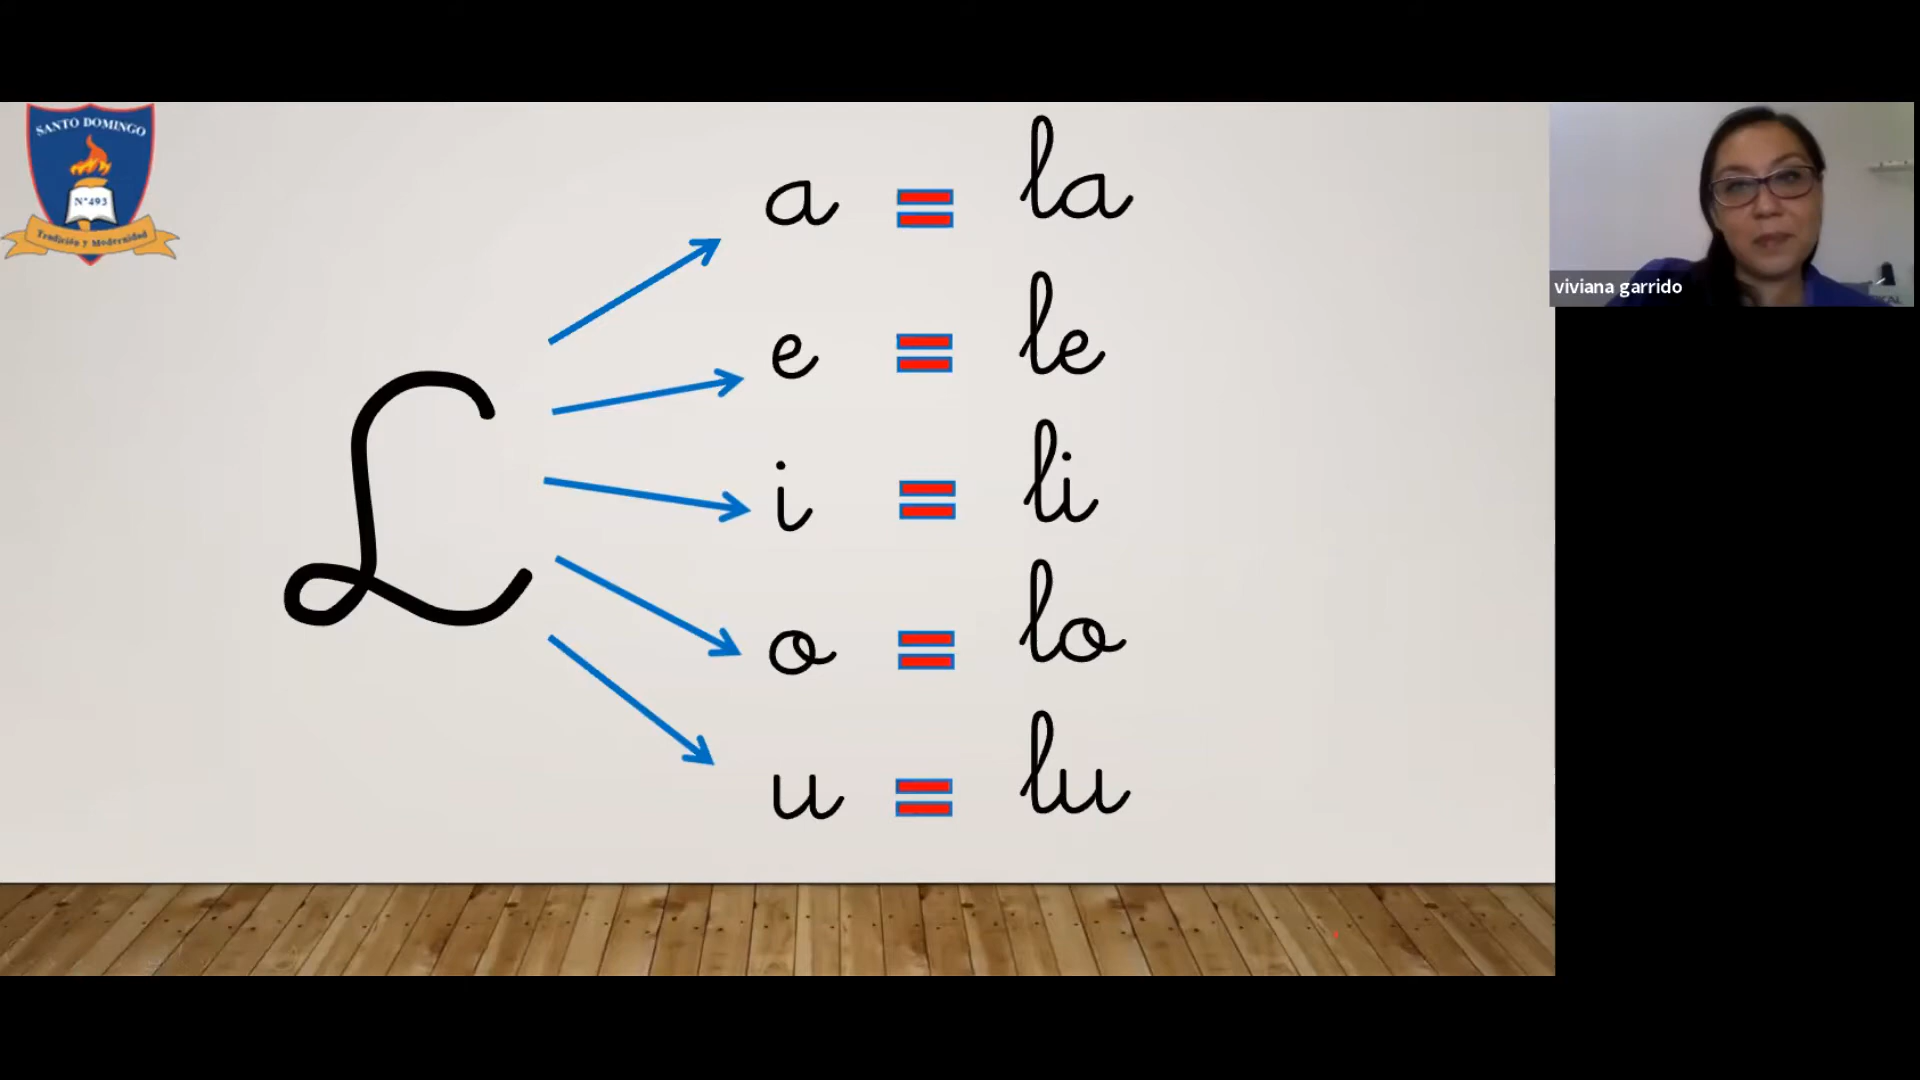 SANTO DOMINGO
N°493
Tradición y Modernidad
L
a = la
e = le
i = li
o = lo
u = lu
viviana garrido